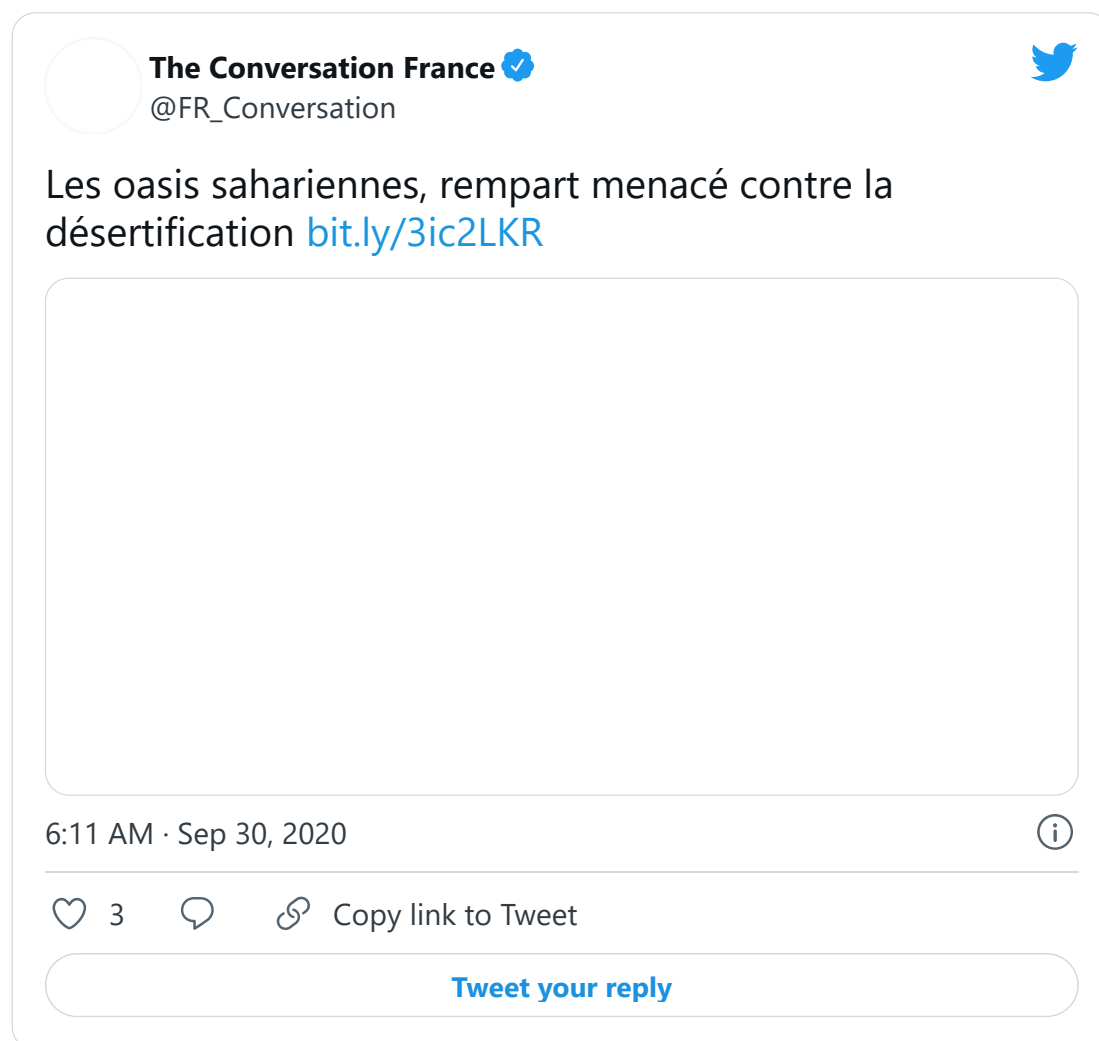 The Conversation France
@FR_Conversation
Les oasis sahariennes, rempart menacé contre la
désertification bit.ly/3ic2LKR
6:11 AM · Sep 30, 2020
3
Copy link to Tweet
Tweet your reply